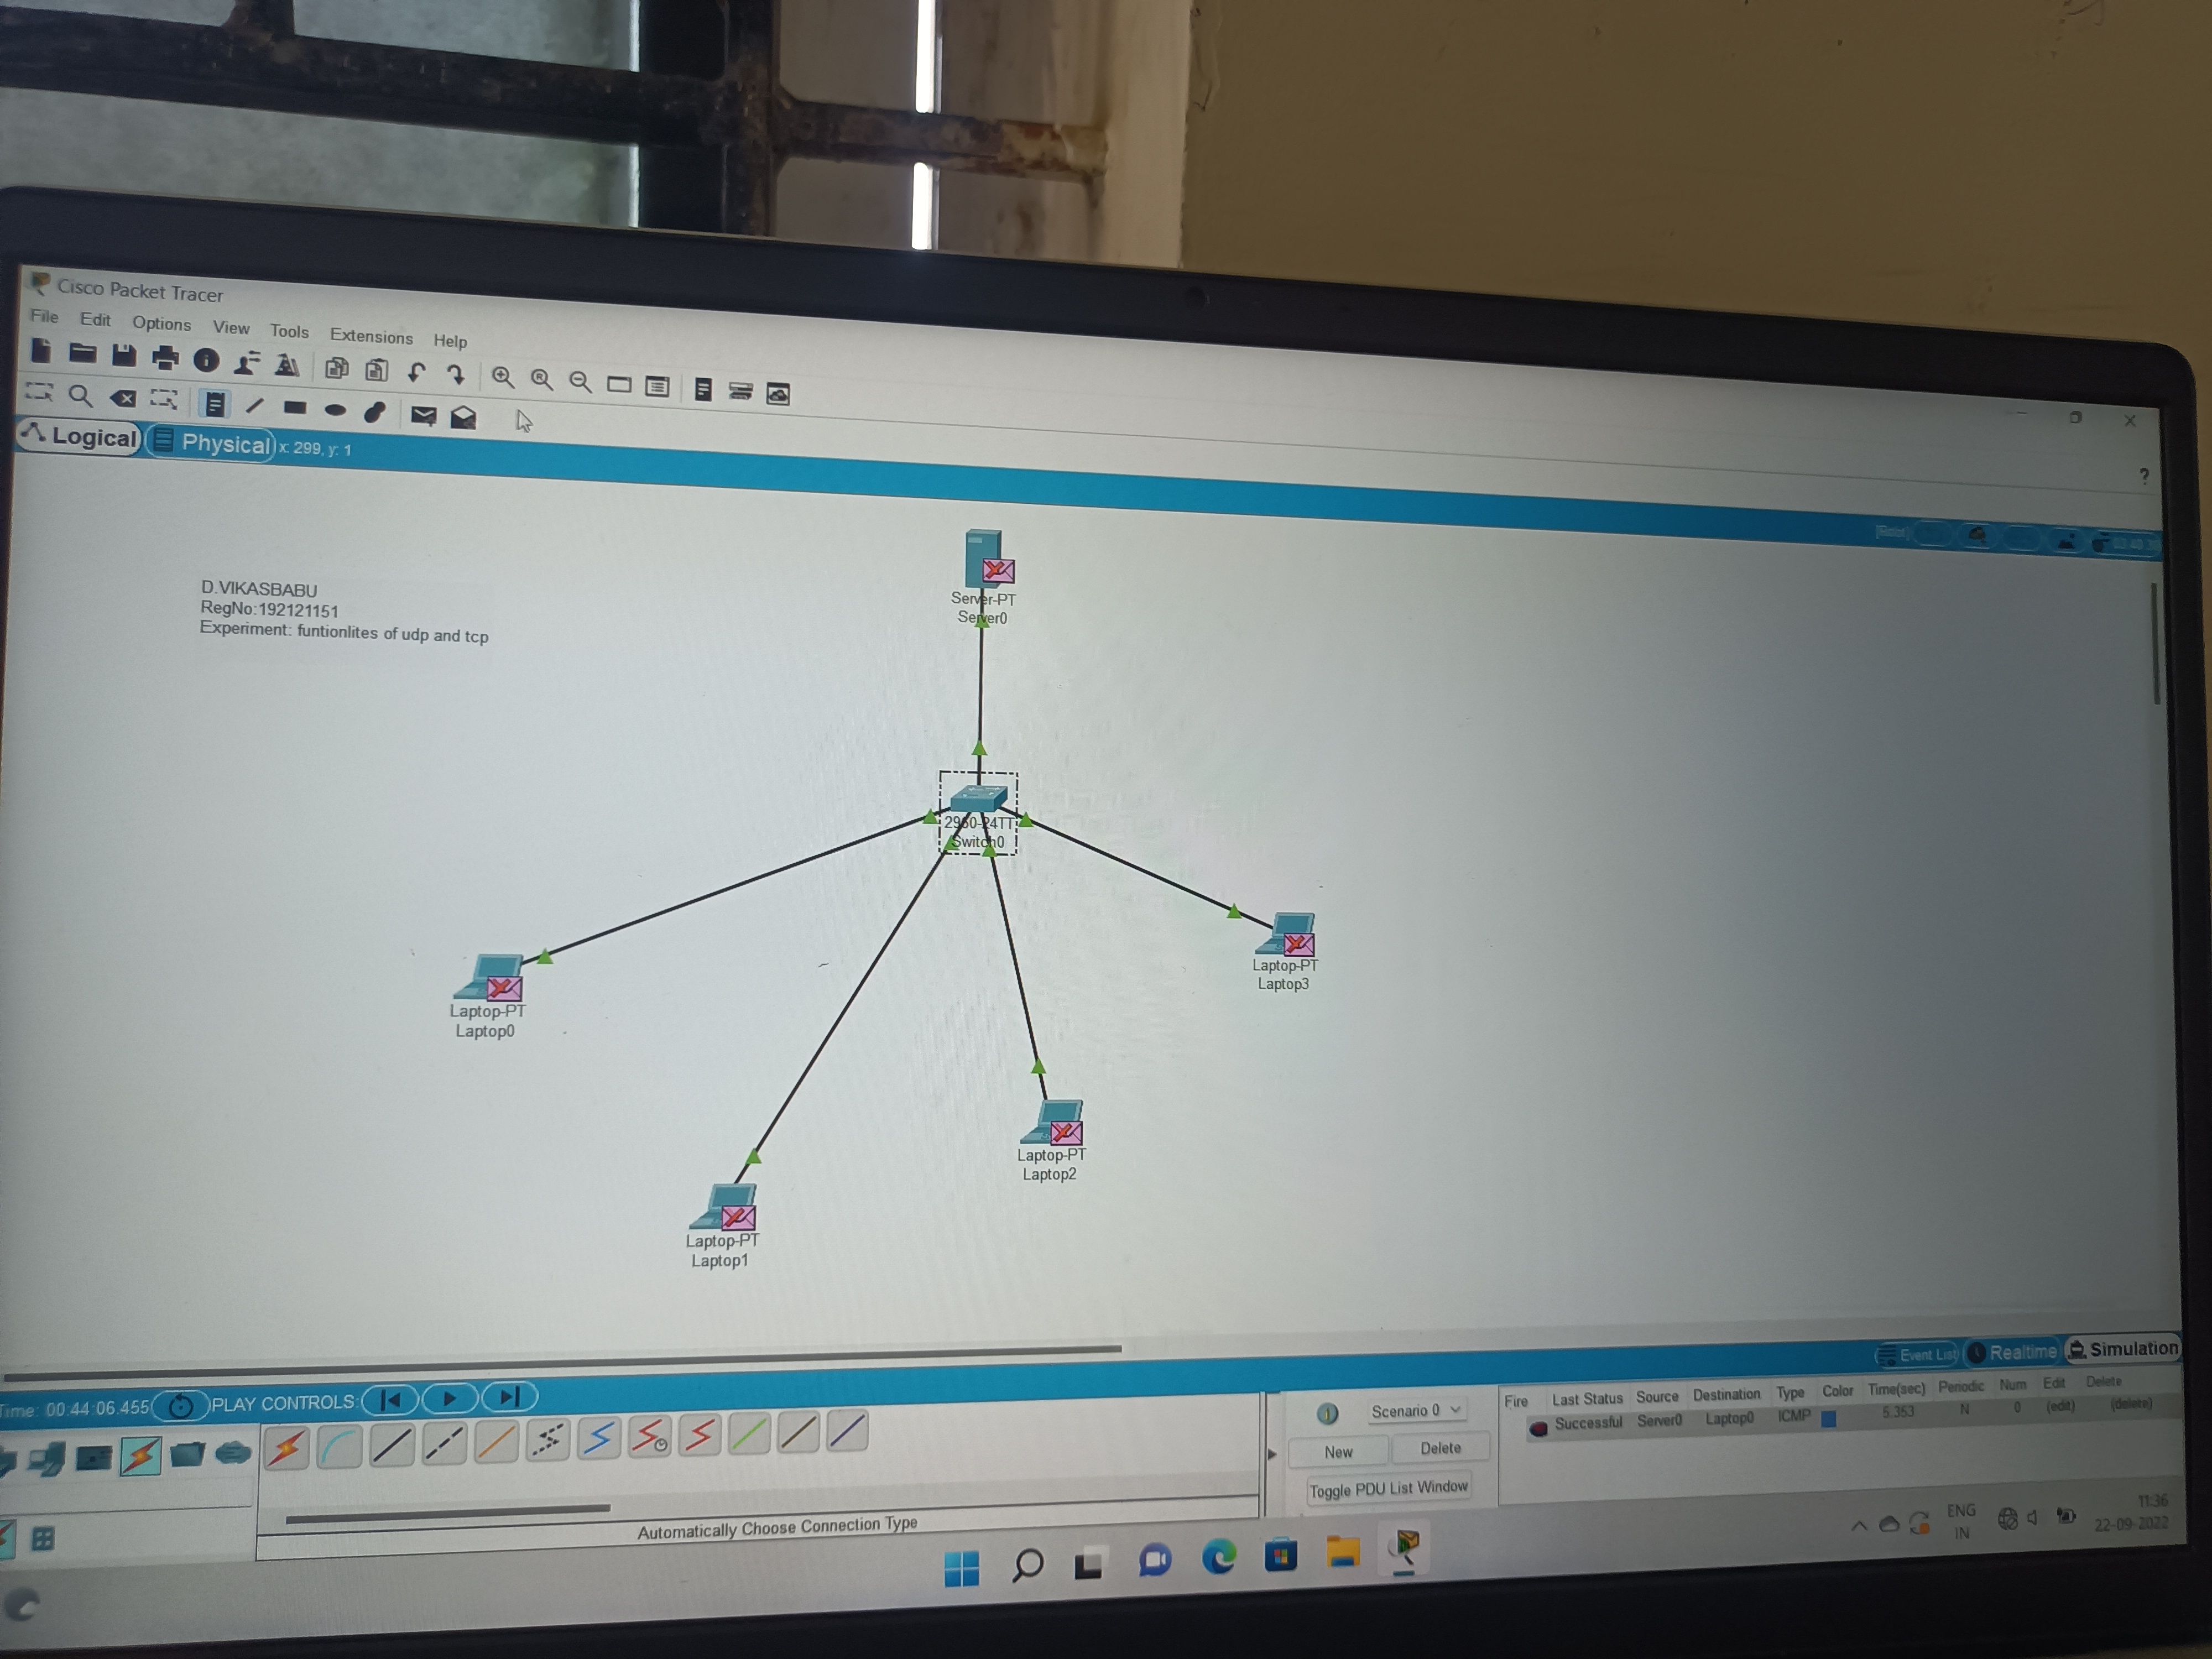 Cisco Packet Tracer
File Edit Options View Tools Extensions Help
Logical Physical x: 299, y: 1
?
[Root]
D.VIKASBABU
RegNo:192121151
Experiment: funtionlites of udp and tcp
Server-PT
Server0
2960-24TT
Switch0
Laptop-PT
Laptop3
Laptop-PT
Laptop0
Laptop-PT
Laptop2
Laptop-PT
Laptop1
Event List Realtime Simulation
Time: 00:44:06.455 PLAY CONTROLS:
Scenario 0
New Delete
Toggle PDU List Window
Fire Last Status Source Destination Type Color Time(sec) Periodic Num Edit Delete
Successful Server0 Laptop0 ICMP 5.353 N 0 (edit) (delete)
Automatically Choose Connection Type
ENG
IN
11:36
22-09-2022